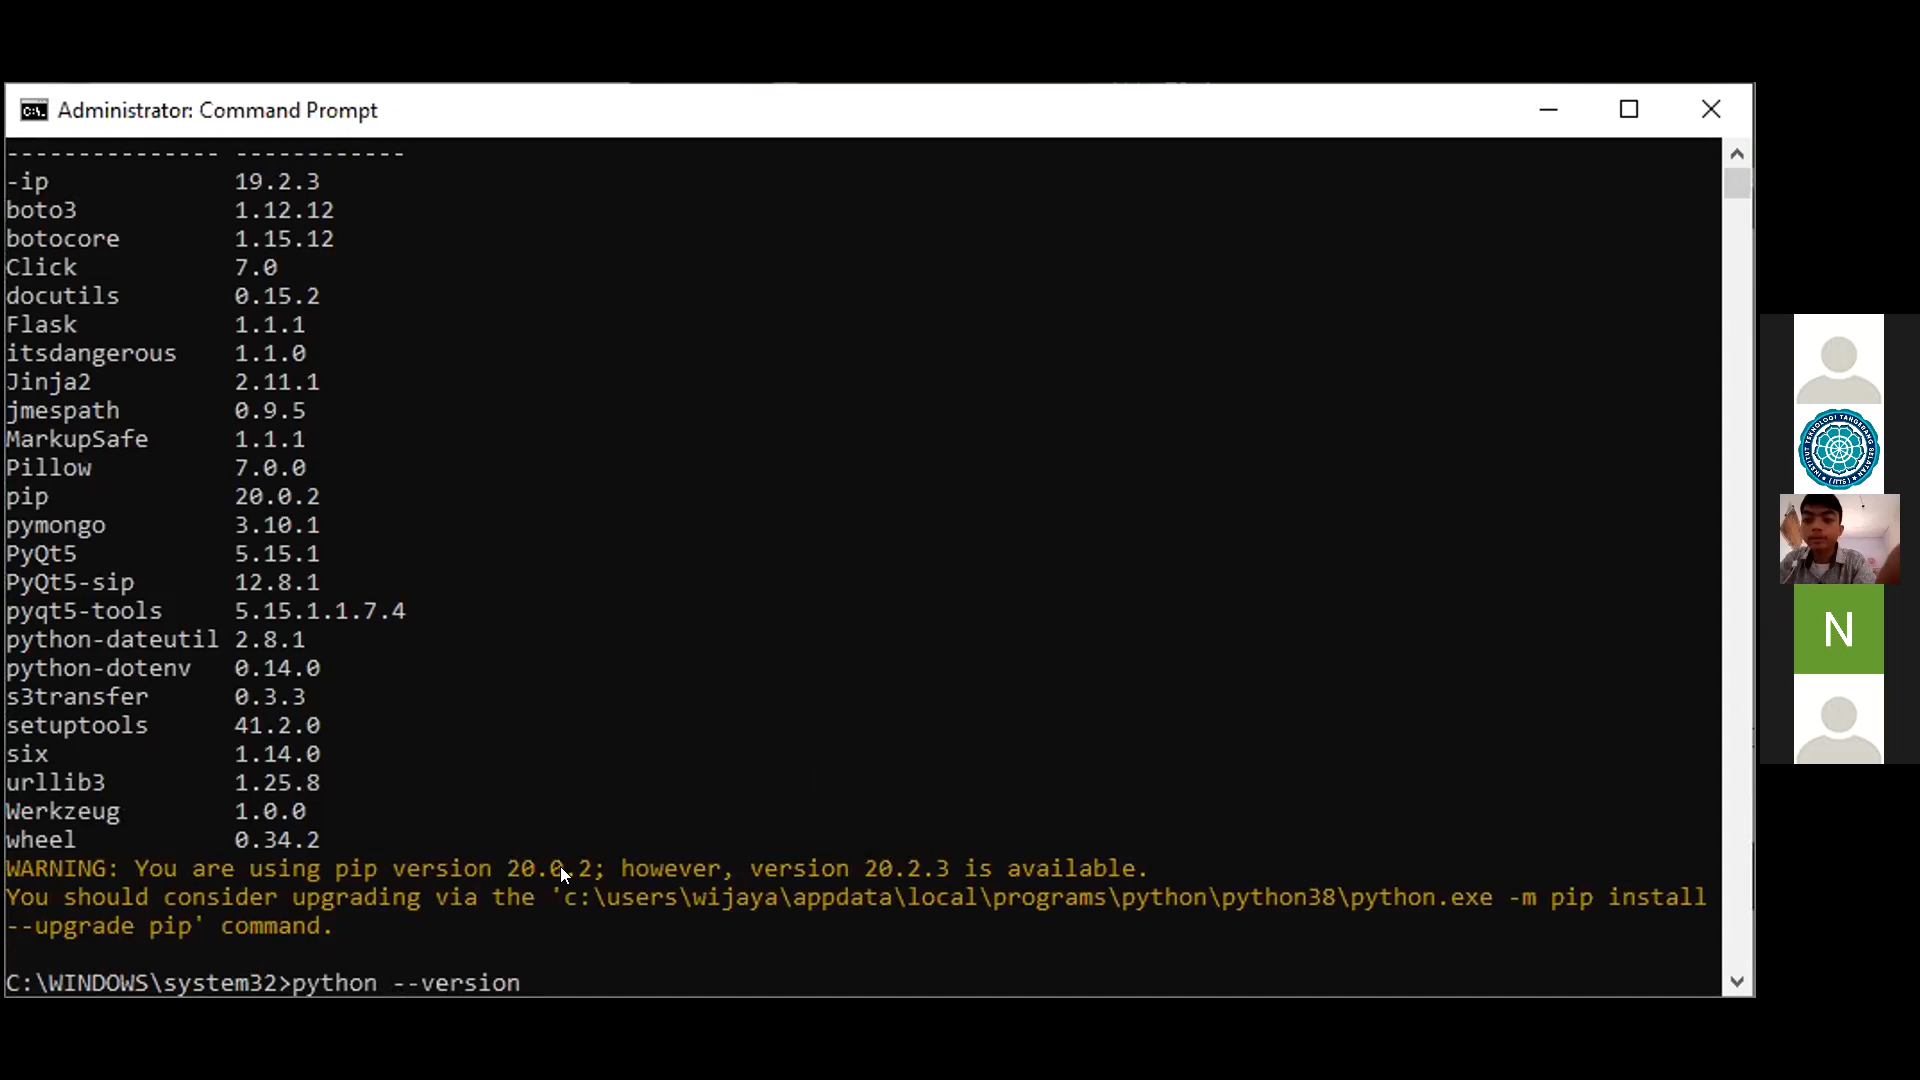 Administrator: Command Prompt
--------------- ------------
-ip 19.2.3
boto3 1.12.12
botocore 1.15.12
Click 7.0
docutils 0.15.2
Flask 1.1.1
itsdangerous 1.1.0
Jinja2 2.11.1
jmespath 0.9.5
MarkupSafe 1.1.1
Pillow 7.0.0
pip 20.0.2
pymongo 3.10.1
PyQt5 5.15.1
PyQt5-sip 12.8.1
pyqt5-tools 5.15.1.1.7.4
python-dateutil 2.8.1
python-dotenv 0.14.0
s3transfer 0.3.3
setuptools 41.2.0
six 1.14.0
urllib3 1.25.8
Werkzeug 1.0.0
wheel 0.34.2
WARNING: You are using pip version 20.0.2; however, version 20.2.3 is available.
You should consider upgrading via the 'c:\users\wijaya\appdata\local\programs\python\python38\python.exe -m pip install
--upgrade pip' command.
C:\WINDOWS\system32>python --version
INSTITUT TEKNOLOGI TANGERANG SELATAN
(ITTS)
N